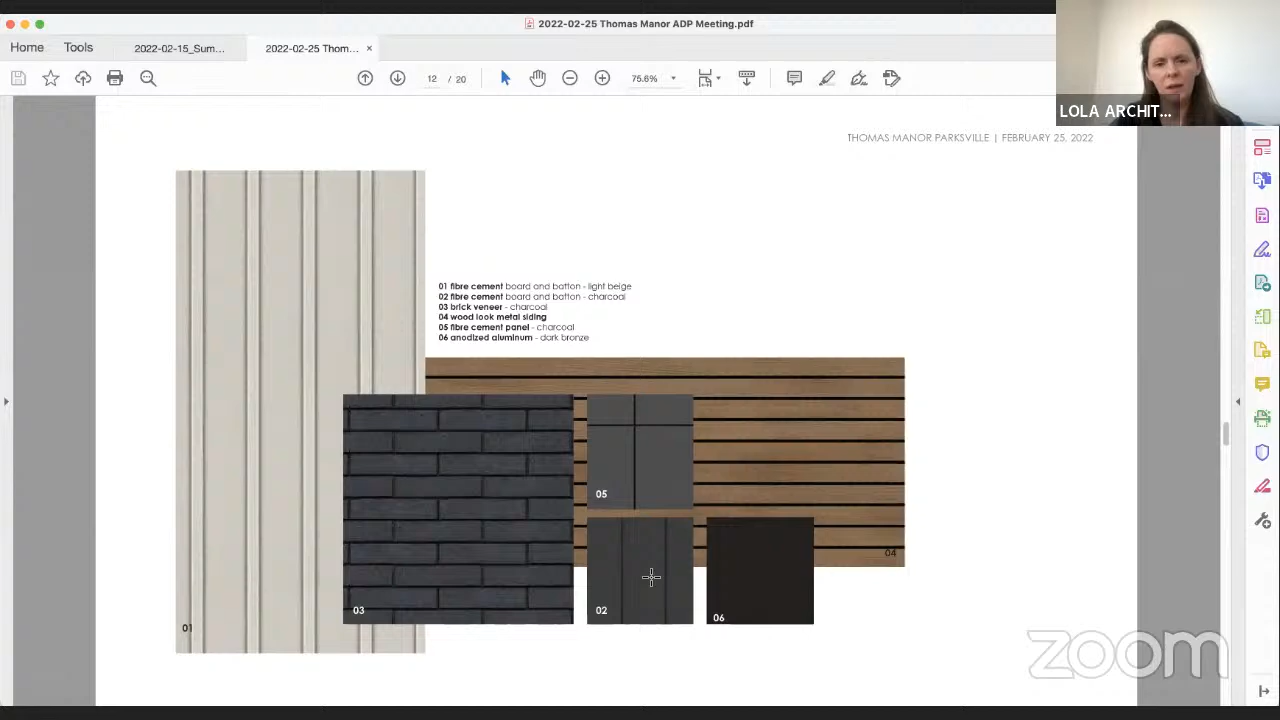 2022-02-25 Thomas Manor ADP Meeting.pdf
Home
Tools
2022-02-15_Sum...
2022-02-25 Thom...
12 / 20
75.6%
LOLA ARCHIT...
THOMAS MANOR PARKSVILLE | FEBRUARY 25, 2022
01 fibre cement board and batton - light beige
02 fibre cement board and batton - charcoal
03 brick veneer - charcoal
04 wood look metal siding
05 fibre cement panel - charcoal
06 anodized aluminum - dark bronze
05
04
03
02
06
01
zoom